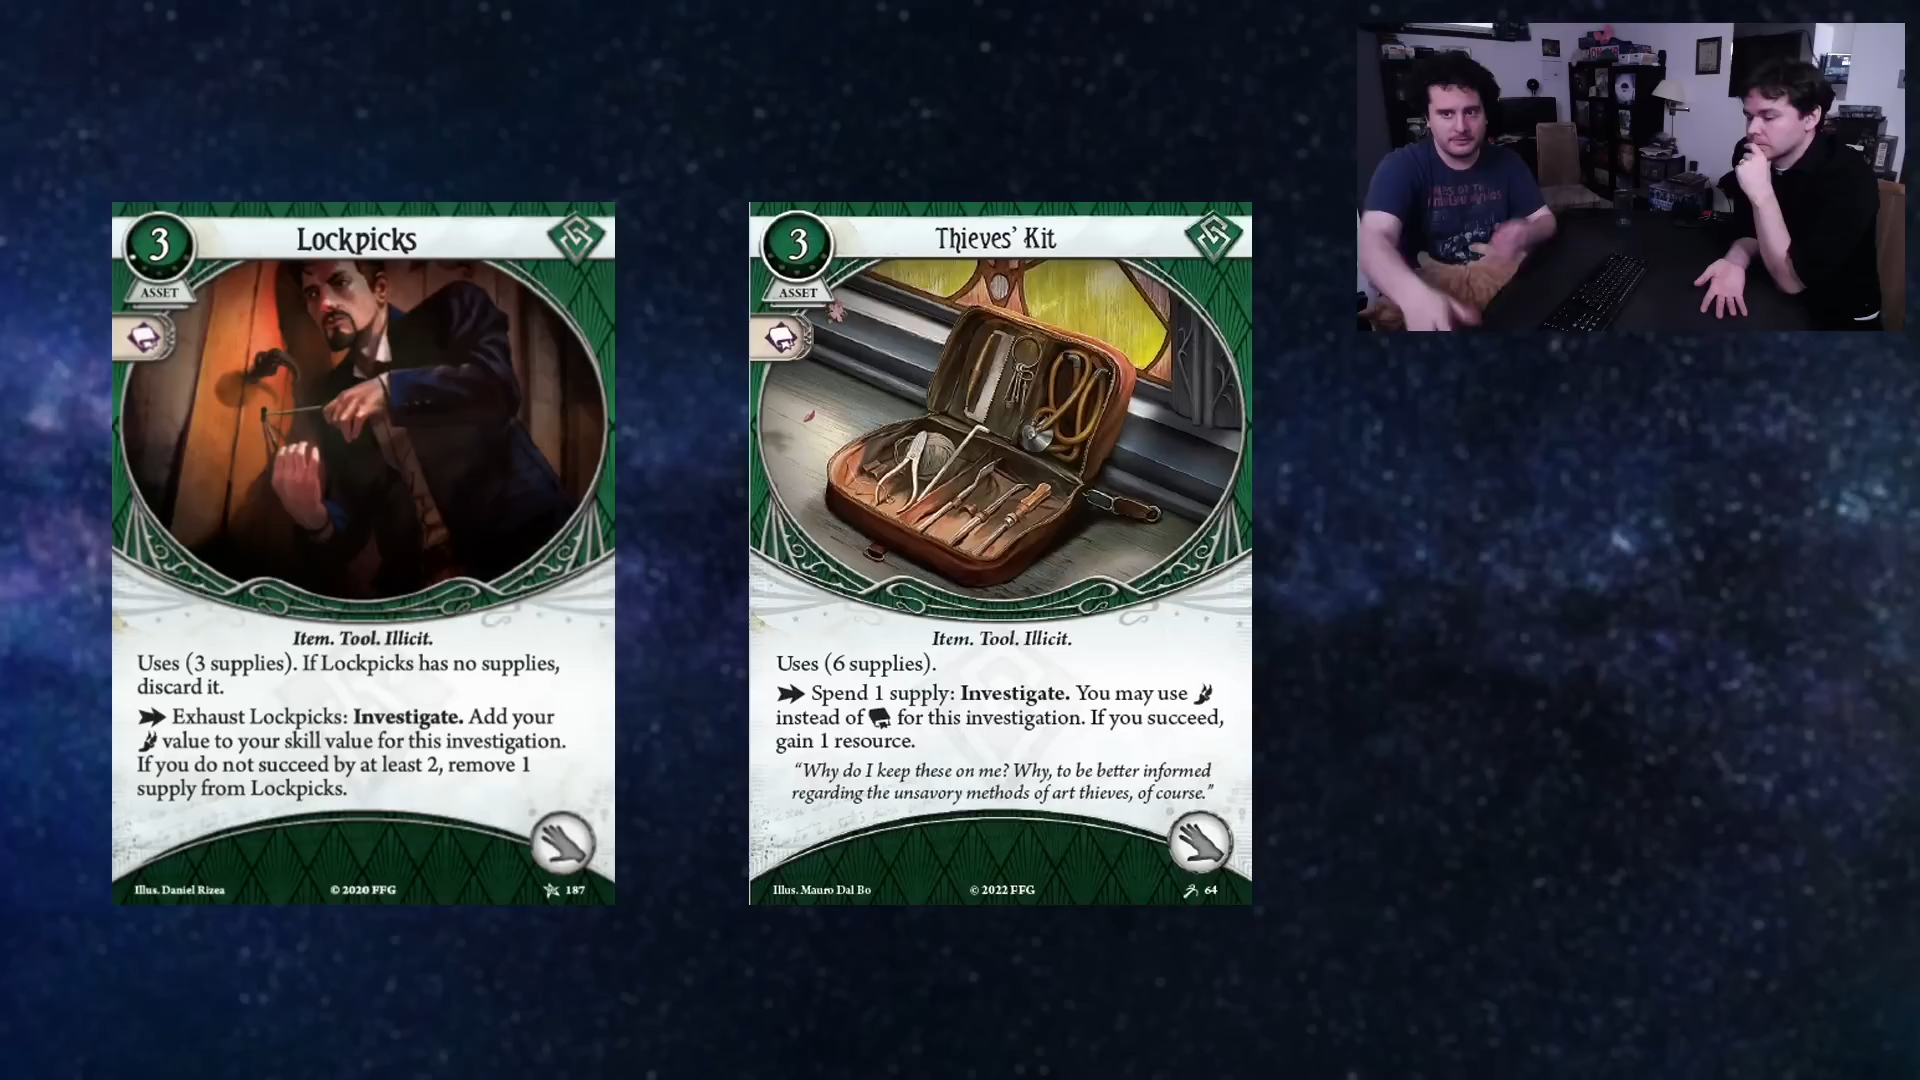 3
Lockpicks
ASSET
Item. Tool. Illicit.
Uses (3 supplies). If Lockpicks has no supplies,
discard it.
Exhaust Lockpicks: Investigate. Add your
value to your skill value for this investigation.
If you do not succeed by at least 2, remove 1
supply from Lockpicks.
Illus. Daniel Rizea
© 2020 FFG
187
3
Thieves' Kit
ASSET
Item. Tool. Illicit.
Uses (6 supplies).
Spend 1 supply: Investigate. You may use
instead of for this investigation. If you succeed,
gain 1 resource.
“Why do I keep these on me? Why, to be better informed
regarding the unsavory methods of art thieves, of course.”
Illus. Mauro Dal Bo
© 2022 FFG
64